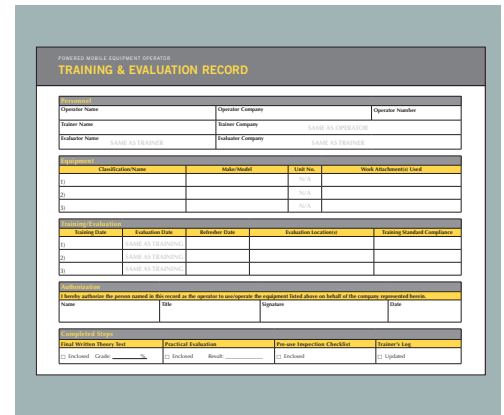 POWERED MOBILE EQUIPMENT OPERATOR
TRAINING & EVALUATION RECORD
Personnel
Operator Name Operator Company Operator Number
Trainer Name Trainer Company SAME AS OPERATOR
Evaluator Name SAME AS TRAINER Evaluator Company SAME AS TRAINER
Equipment
Classification/Name Make/Model Unit No. Work Attachment(s) Used
1) N/A
2) N/A
3) N/A
Training/Evaluation
Training Date Evaluation Date Refresher Date Evaluation Location(s) Training Standard Compliance
1) SAME AS TRAINING
2) SAME AS TRAINING
3) SAME AS TRAINING
Authorization
I hereby authorize the person named in this record as the operator to use/operate the equipment listed above on behalf of the company represented herein.
Name Title Signature Date
Completed Steps
Final Written Theory Test Practical Evaluation Pre-use Inspection Checklist Trainer's Log
□ Enclosed Grade: ________% □ Enclosed Result: ________ □ Enclosed □ Updated